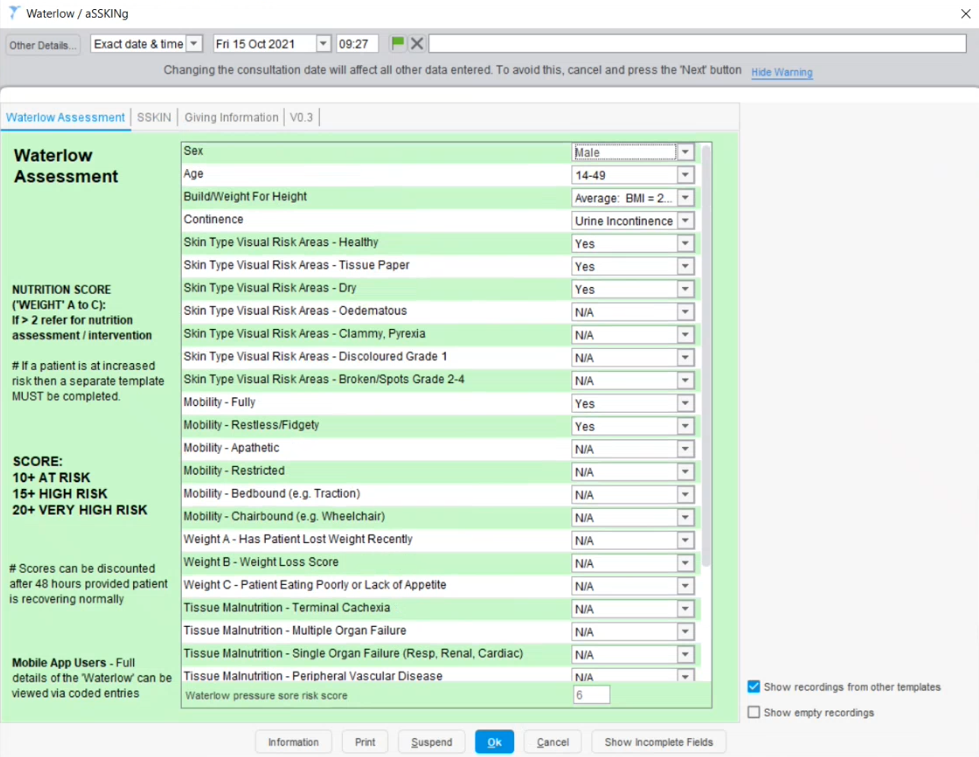 Waterlow / aSSKINg
Other Details... Exact date & time Fri 15 Oct 2021 09:27
Changing the consultation date will affect all other data entered. To avoid this, cancel and press the 'Next' button Hide Warning
Waterlow Assessment SSKIN Giving Information V0.3
Waterlow
Assessment
NUTRITION SCORE
('WEIGHT' A to C):
If > 2 refer for nutrition
assessment / intervention
# If a patient is at increased
risk then a separate template
MUST be completed.
SCORE:
10+ AT RISK
15+ HIGH RISK
20+ VERY HIGH RISK
# Scores can be discounted
after 48 hours provided patient
is recovering normally
Mobile App Users - Full
details of the 'Waterlow' can be
viewed via coded entries
Sex Male
Age 14-49
Build/Weight For Height Average: BMI = 2...
Continence Urine Incontinence
Skin Type Visual Risk Areas - Healthy Yes
Skin Type Visual Risk Areas - Tissue Paper Yes
Skin Type Visual Risk Areas - Dry Yes
Skin Type Visual Risk Areas - Oedematous N/A
Skin Type Visual Risk Areas - Clammy, Pyrexia N/A
Skin Type Visual Risk Areas - Discoloured Grade 1 N/A
Skin Type Visual Risk Areas - Broken/Spots Grade 2-4 N/A
Mobility - Fully Yes
Mobility - Restless/Fidgety Yes
Mobility - Apathetic N/A
Mobility - Restricted N/A
Mobility - Bedbound (e.g. Traction) N/A
Mobility - Chairbound (e.g. Wheelchair) N/A
Weight A - Has Patient Lost Weight Recently N/A
Weight B - Weight Loss Score N/A
Weight C - Patient Eating Poorly or Lack of Appetite N/A
Tissue Malnutrition - Terminal Cachexia N/A
Tissue Malnutrition - Multiple Organ Failure N/A
Tissue Malnutrition - Single Organ Failure (Resp, Renal, Cardiac) N/A
Tissue Malnutrition - Peripheral Vascular Disease N/A
Waterlow pressure sore risk score 6
Show recordings from other templates
Show empty recordings
Information Print Suspend Ok Cancel Show Incomplete Fields